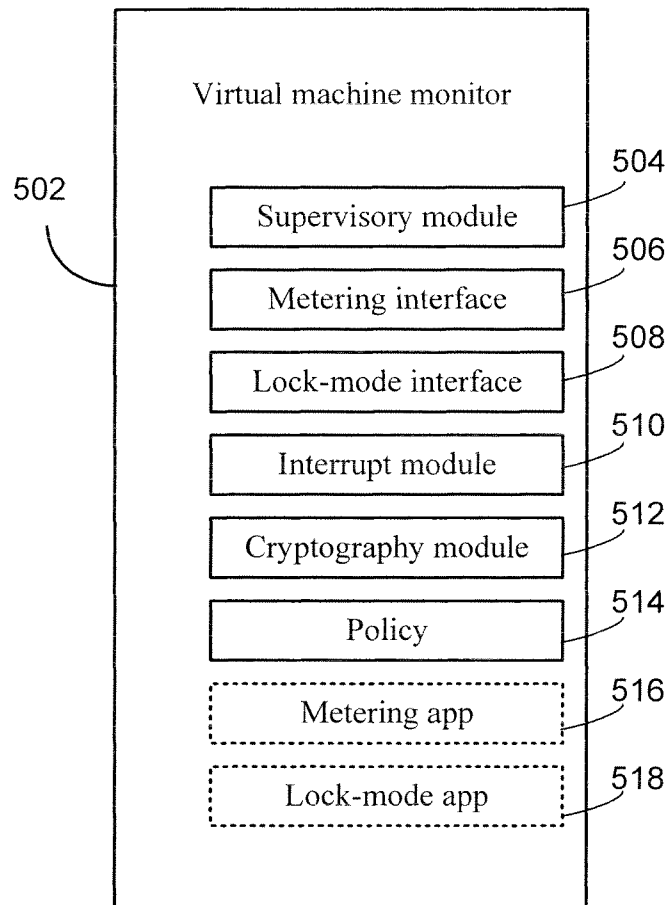 Virtual machine monitor
502
504
Supervisory module
506
Metering interface
508
Lock-mode interface
510
Interrupt module
512
Cryptography module
514
Policy
516
Metering app
518
Lock-mode app